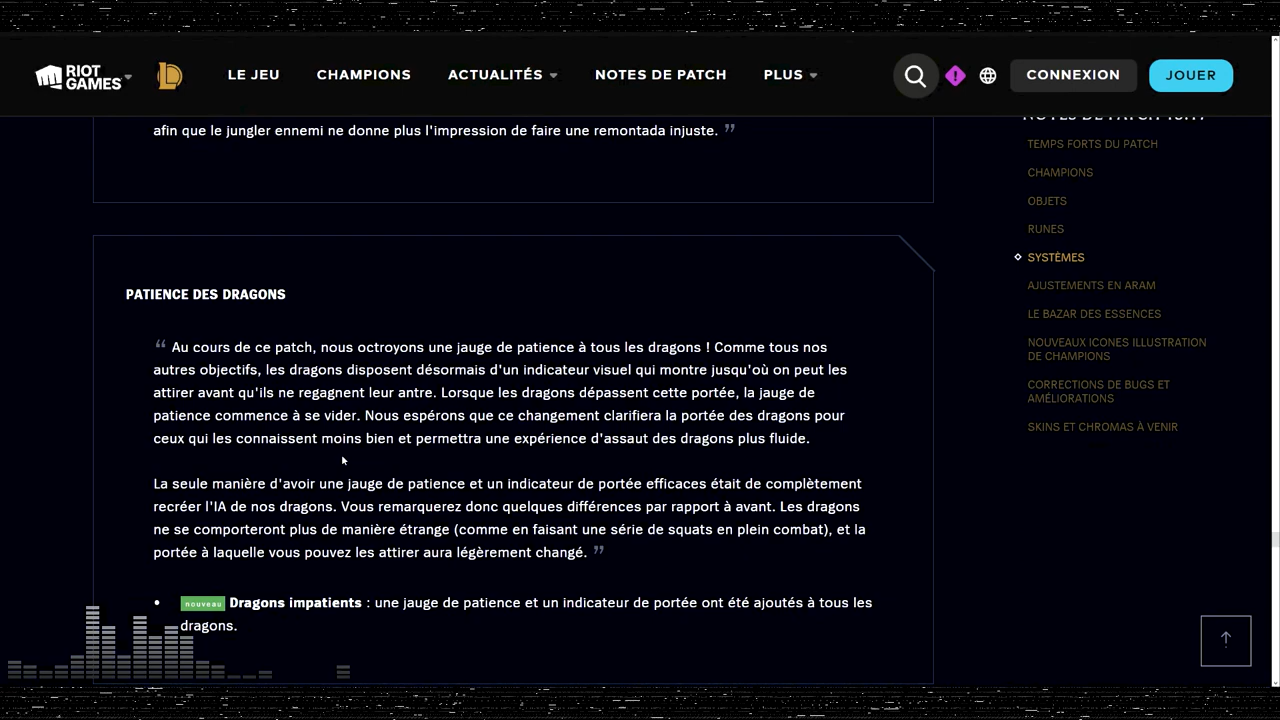 RIOT GAMES
LE JEU
CHAMPIONS
ACTUALITÉS
NOTES DE PATCH
PLUS
CONNEXION
JOUER
afin que le jungler ennemi ne donne plus l'impression de faire une remontada injuste. ”
PATIENCE DES DRAGONS
“ Au cours de ce patch, nous octroyons une jauge de patience à tous les dragons ! Comme tous nos
autres objectifs, les dragons disposent désormais d'un indicateur visuel qui montre jusqu'où on peut les
attirer avant qu'ils ne regagnent leur antre. Lorsque les dragons dépassent cette portée, la jauge de
patience commence à se vider. Nous espérons que ce changement clarifiera la portée des dragons pour
ceux qui les connaissent moins bien et permettra une expérience d'assaut des dragons plus fluide.
La seule manière d'avoir une jauge de patience et un indicateur de portée efficaces était de complètement
recréer l'IA de nos dragons. Vous remarquerez donc quelques différences par rapport à avant. Les dragons
ne se comporteront plus de manière étrange (comme en faisant une série de squats en plein combat), et la
portée à laquelle vous pouvez les attirer aura légèrement changé. ”
• nouveau Dragons impatients : une jauge de patience et un indicateur de portée ont été ajoutés à tous les
dragons.
NOTES DE PATCH
TEMPS FORTS DU PATCH
CHAMPIONS
OBJETS
RUNES
SYSTÈMES
AJUSTEMENTS EN ARAM
LE BAZAR DES ESSENCES
NOUVEAUX ICONES ILLUSTRATION
DE CHAMPIONS
CORRECTIONS DE BUGS ET
AMÉLIORATIONS
SKINS ET CHROMAS À VENIR